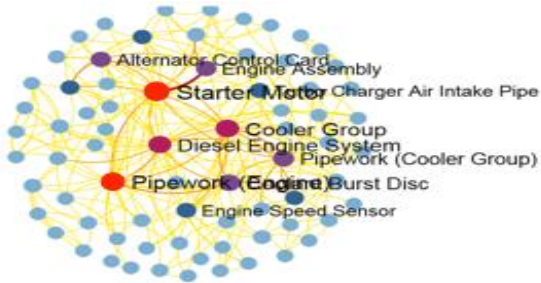 Alternator Control Card
Engine Assembly
Starter Motor
Charger Air Intake Pipe
Cooler Group
Diesel Engine System
Pipework (Cooler Group)
Pipework (Engine)
Burst Disc
Engine Speed Sensor